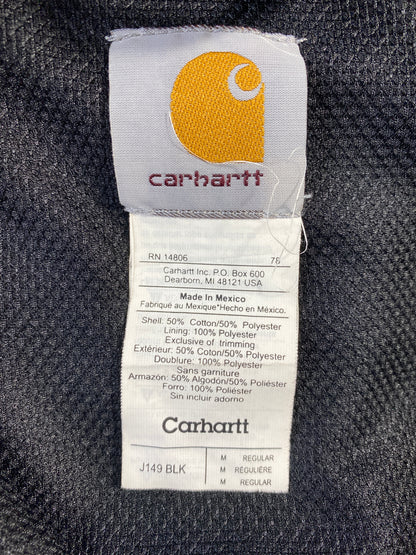 carhartt
RN 14806 76
Carhartt Inc. P.O. Box 600
Dearborn, MI 48121 USA
Made In Mexico
Fabriqué au Mexique*Hecho en México.
Shell: 50% Cotton/50% Polyester
Lining: 100% Polyester
Exclusive of trimming
Extérieur: 50% Coton/50% Polyester
Doublure: 100% Polyester
Sans garniture
Armazon: 50% Algodón/50% Poliéster
Forro: 100% Poliéster
Sin incluir adorno
Carhartt
J149 BLK
M REGULAR
M RÉGULIÈRE
M REGULAR